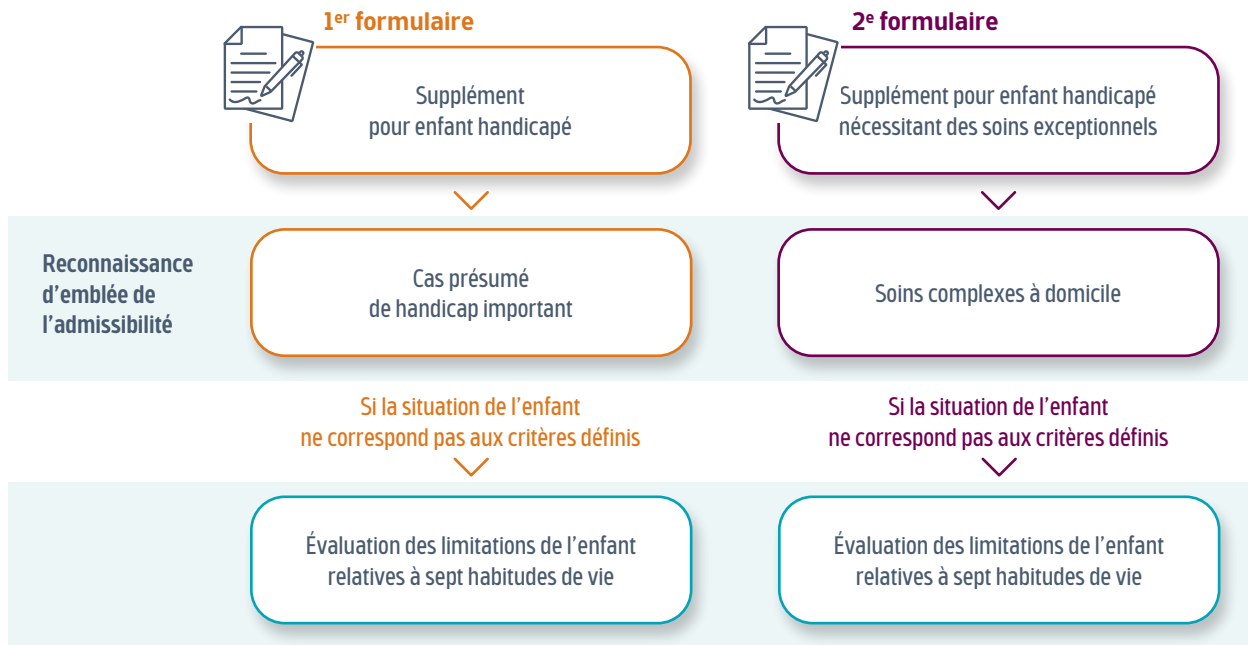 1er formulaire
2e formulaire
Supplément
pour enfant handicapé
Supplément pour enfant handicapé
nécessitant des soins exceptionnels
Reconnaissance
d’emblée de
l’admissibilité
Cas présumé
de handicap important
Soins complexes à domicile
Si la situation de l’enfant
ne correspond pas aux critères définis
Si la situation de l’enfant
ne correspond pas aux critères définis
Évaluation des limitations de l’enfant
relatives à sept habitudes de vie
Évaluation des limitations de l’enfant
relatives à sept habitudes de vie